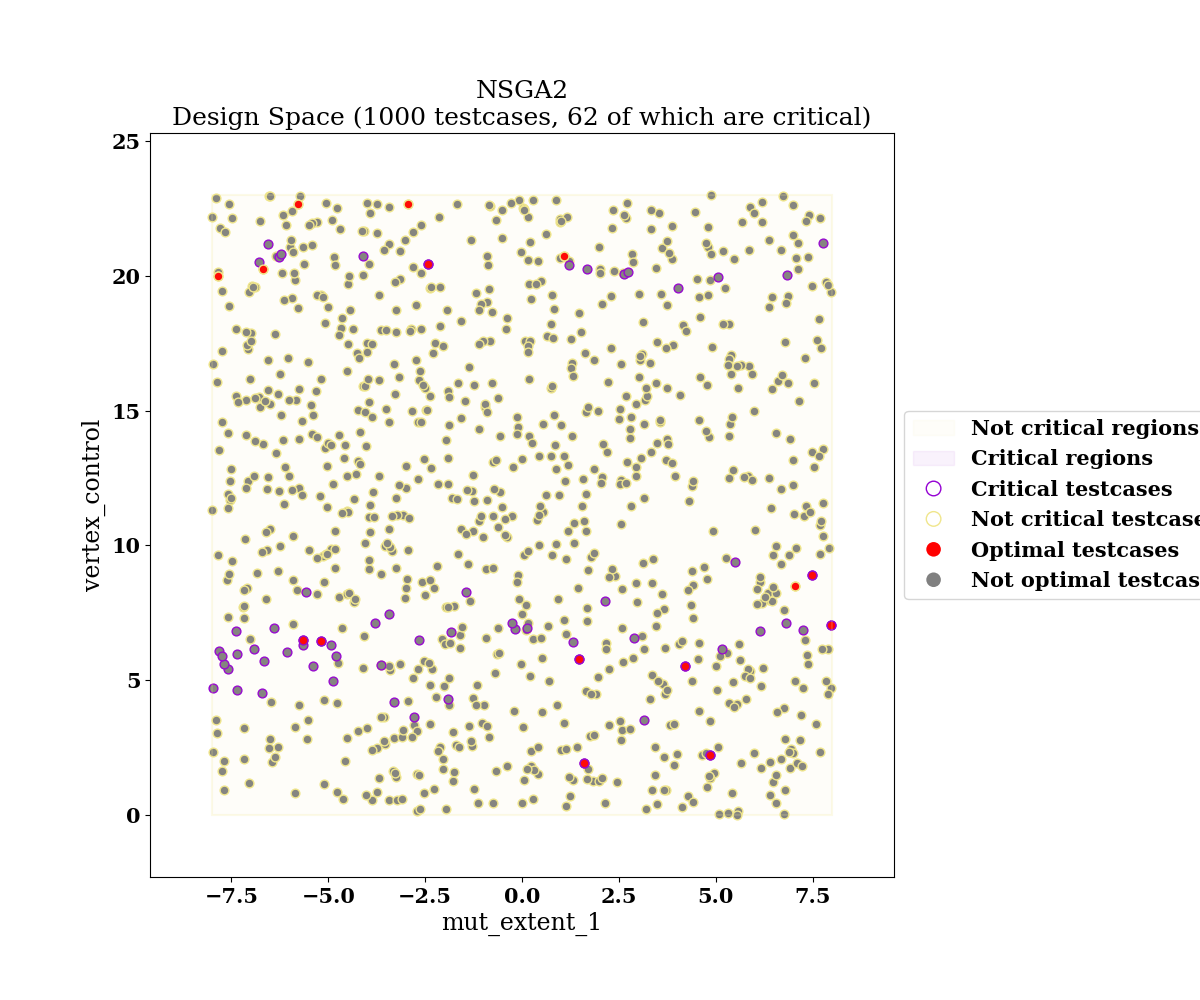 NSGA2
Design Space (1000 testcases, 62 of which are critical)
25
20
15
10
5
0
vertex_control
−7.5
−5.0
−2.5
0.0
2.5
5.0
7.5
mut_extent_1
Not critical regions
Critical regions
Critical testcases
Not critical testcase
Optimal testcases
Not optimal testcas